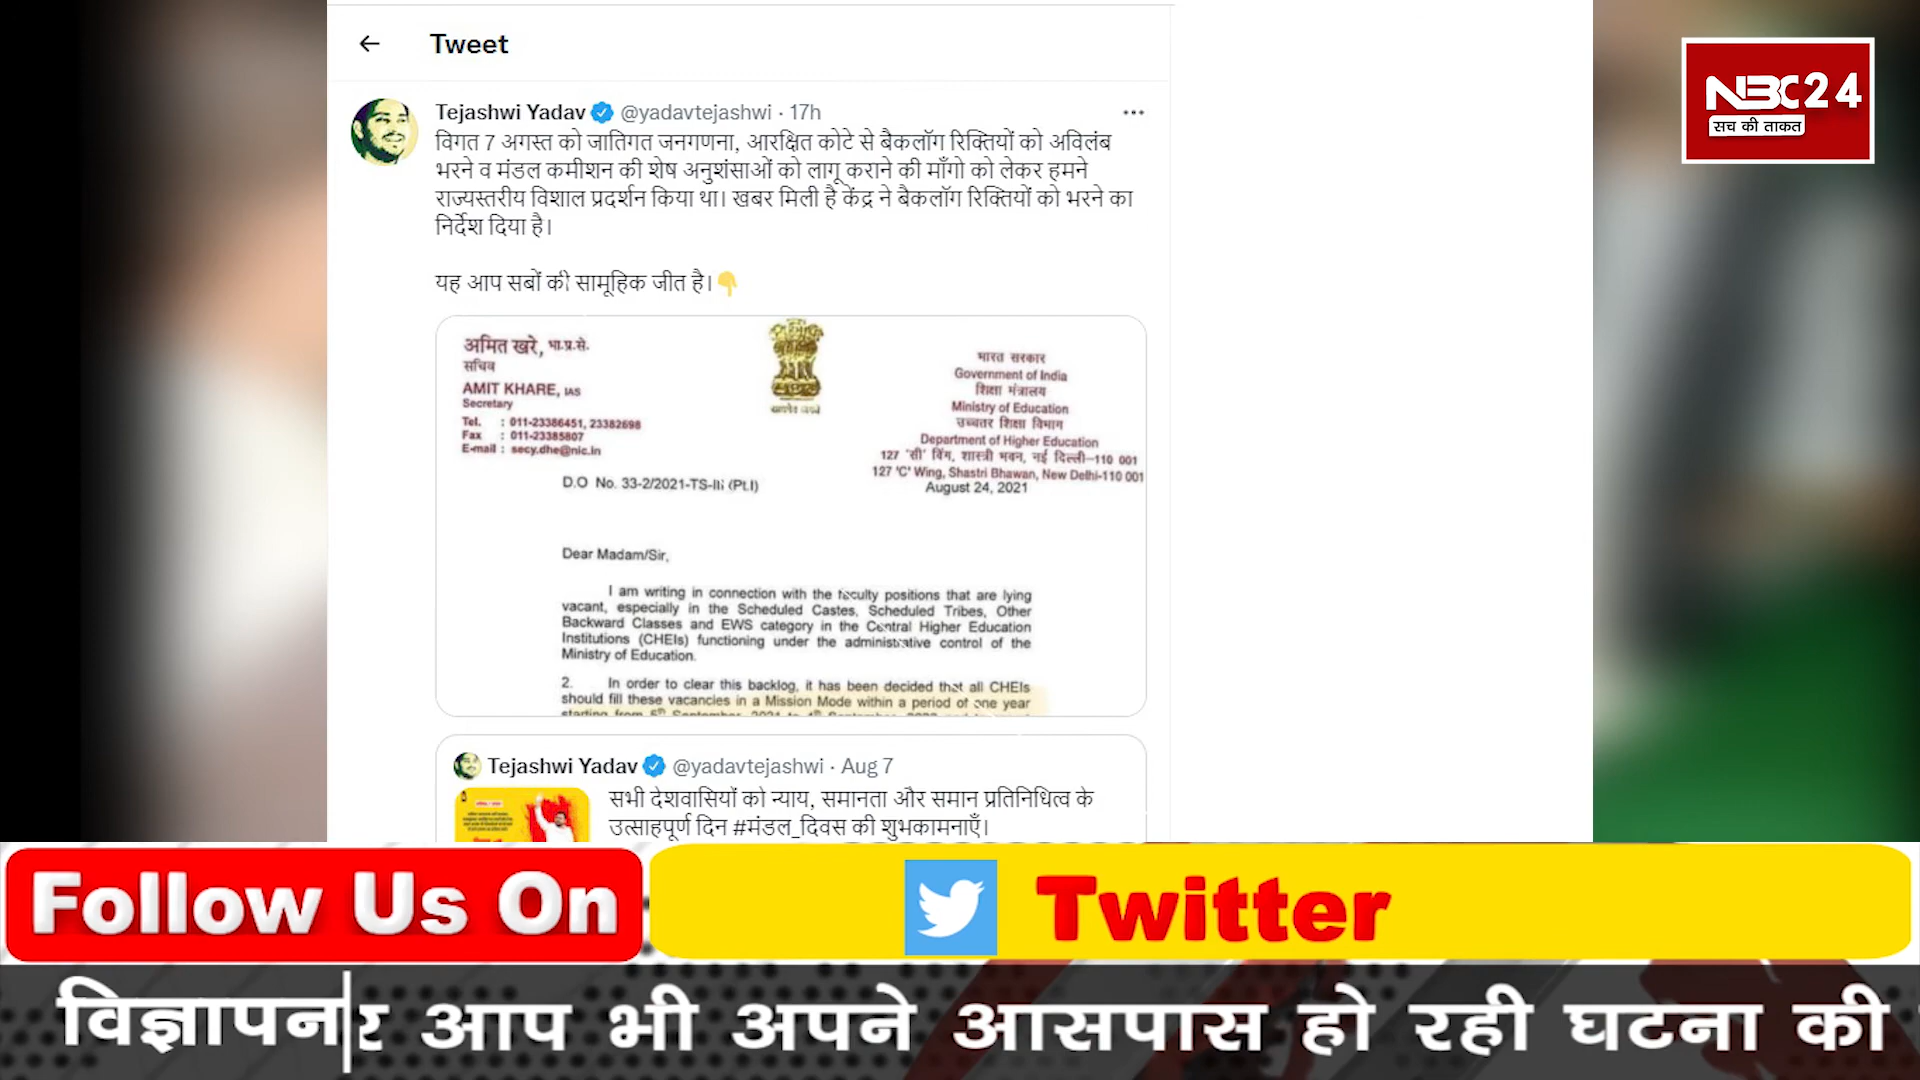 Tweet
NBC24
सच की ताकत
Tejashwi Yadav @yadavtejashwi · 17h
विगत 7 अगस्त को जातिगत जनगणना, आरक्षित कोटे से बैकलॉग रिक्तियों को अविलंब
भरने व मंडल कमीशन की शेष अनुशंसाओं को लागू कराने की माँगो को लेकर हमने
राज्यस्तरीय विशाल प्रदर्शन किया था। खबर मिली है केंद्र ने बैकलॉग रिक्तियों को भरने का
निर्देश दिया है।
यह आप सबों की सामूहिक जीत है।👇
अमित खरे, भा.प्र.से.
सचिव
AMIT KHARE, IAS
Secretary
Tel. : 011-23386451, 23382698
Fax : 011-23385807
E-mail : secy.dhe@nic.in
भारत सरकार
Government of India
शिक्षा मंत्रालय
Ministry of Education
उच्चतर शिक्षा विभाग
Department of Higher Education
127 'सी' विंग, शास्त्री भवन, नई दिल्ली-110 001
127 'C' Wing, Shastri Bhawan, New Delhi-110 001
D.O No. 33-2/2021-TS-III (Pt.I)
August 24, 2021
Dear Madam/Sir,
I am writing in connection with the faculty positions that are lying
vacant, especially in the Scheduled Castes, Scheduled Tribes, Other
Backward Classes and EWS category in the Central Higher Education
Institutions (CHEIs) functioning under the administrative control of the
Ministry of Education.
2. In order to clear this backlog, it has been decided that all CHEIs
should fill these vacancies in a Mission Mode within a period of one year
Tejashwi Yadav @yadavtejashwi · Aug 7
सभी देशवासियों को न्याय, समानता और समान प्रतिनिधित्व के
उत्साहपूर्ण दिन #मंडल_दिवस की शुभकामनाएँ।
Follow Us On
Twitter
विज्ञापन
आप भी अपने आसपास हो रही घटना की